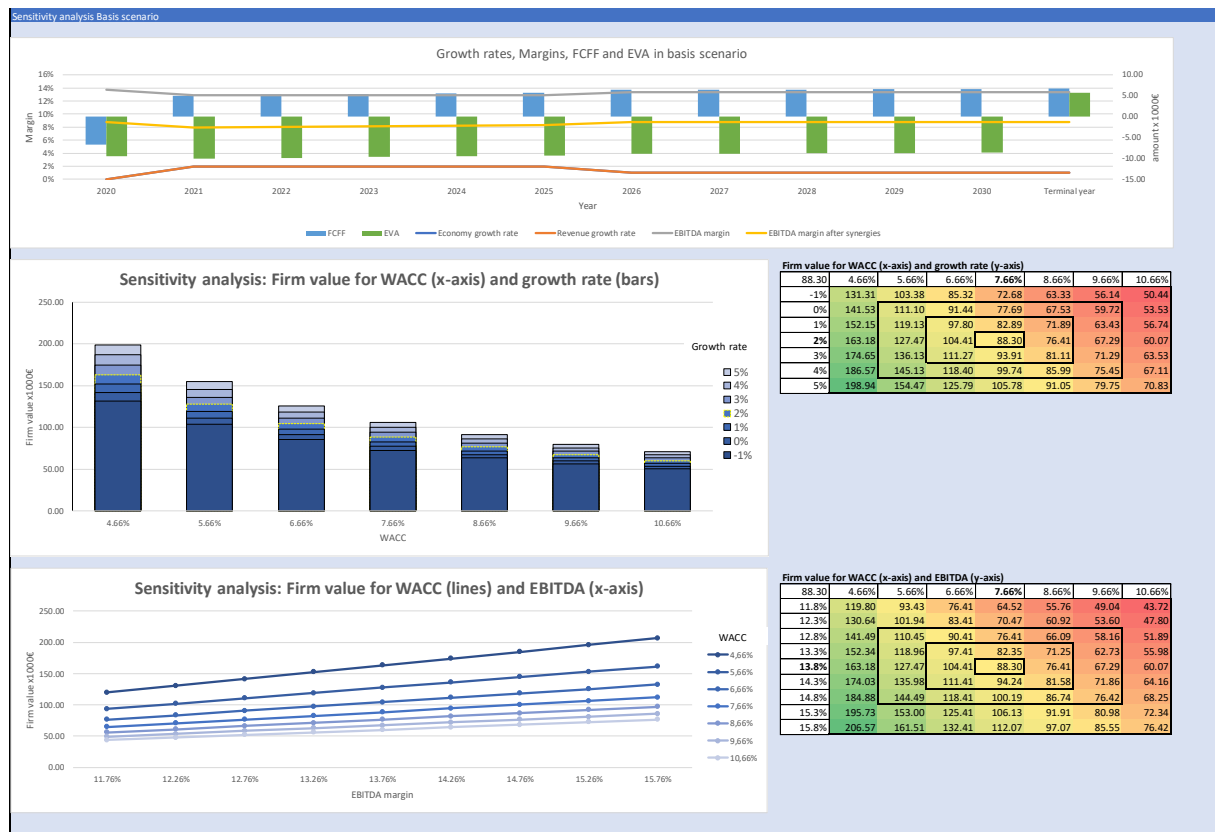 Sensitivity analysis Basis scenario
Growth rates, Margins, FCFF and EVA in basis scenario
16%
14%
12%
10%
8%
6%
4%
2%
0%
Margin
10.00
5.00
0.00
-5.00
-10.00
-15.00
amount x 1000€
2020 2021 2022 2023 2024 2025 2026 2027 2028 2029 2030 Terminal year
Year
FCFF EVA Economy growth rate Revenue growth rate EBITDA margin EBITDA margin after synergies
Sensitivity analysis: Firm value for WACC (x-axis) and growth rate (bars)
250.00
200.00
150.00
100.00
50.00
0.00
Firm value x1000€
4.66% 5.66% 6.66% 7.66% 8.66% 9.66% 10.66%
WACC
Growth rate
5%
4%
3%
2%
1%
0%
-1%
Firm value for WACC (x-axis) and growth rate (y-axis)
88.30 4.66% 5.66% 6.66% 7.66% 8.66% 9.66% 10.66%
-1% 131.31 103.38 85.32 72.68 63.33 56.14 50.44
0% 141.53 111.10 91.44 77.69 67.53 59.72 53.53
1% 152.15 119.13 97.80 82.89 71.89 63.43 56.74
2% 163.18 127.47 104.41 88.30 76.41 67.29 60.07
3% 174.65 136.13 111.27 93.91 81.11 71.29 63.53
4% 186.57 145.13 118.40 99.74 85.99 75.45 67.11
5% 198.94 154.47 125.79 105.78 91.05 79.75 70.83
Sensitivity analysis: Firm value for WACC (lines) and EBITDA (x-axis)
250.00
200.00
150.00
100.00
50.00
0.00
Firm value x1000€
11.76% 12.26% 12.76% 13.26% 13.76% 14.26% 14.76% 15.26% 15.76%
EBITDA margin
WACC
4,66%
5,66%
6,66%
7,66%
8,66%
9,66%
10,66%
Firm value for WACC (x-axis) and EBITDA (y-axis)
88.30 4.66% 5.66% 6.66% 7.66% 8.66% 9.66% 10.66%
11.8% 119.80 93.43 76.41 64.52 55.76 49.04 43.72
12.3% 130.64 101.94 83.41 70.47 60.92 53.60 47.80
12.8% 141.49 110.45 90.41 76.41 66.09 58.16 51.89
13.3% 152.34 118.96 97.41 82.35 71.25 62.73 55.98
13.8% 163.18 127.47 104.41 88.30 76.41 67.29 60.07
14.3% 174.03 135.98 111.41 94.24 81.58 71.86 64.16
14.8% 184.88 144.49 118.41 100.19 86.74 76.42 68.25
15.3% 195.73 153.00 125.41 106.13 91.91 80.98 72.34
15.8% 206.57 161.51 132.41 112.07 97.07 85.55 76.42